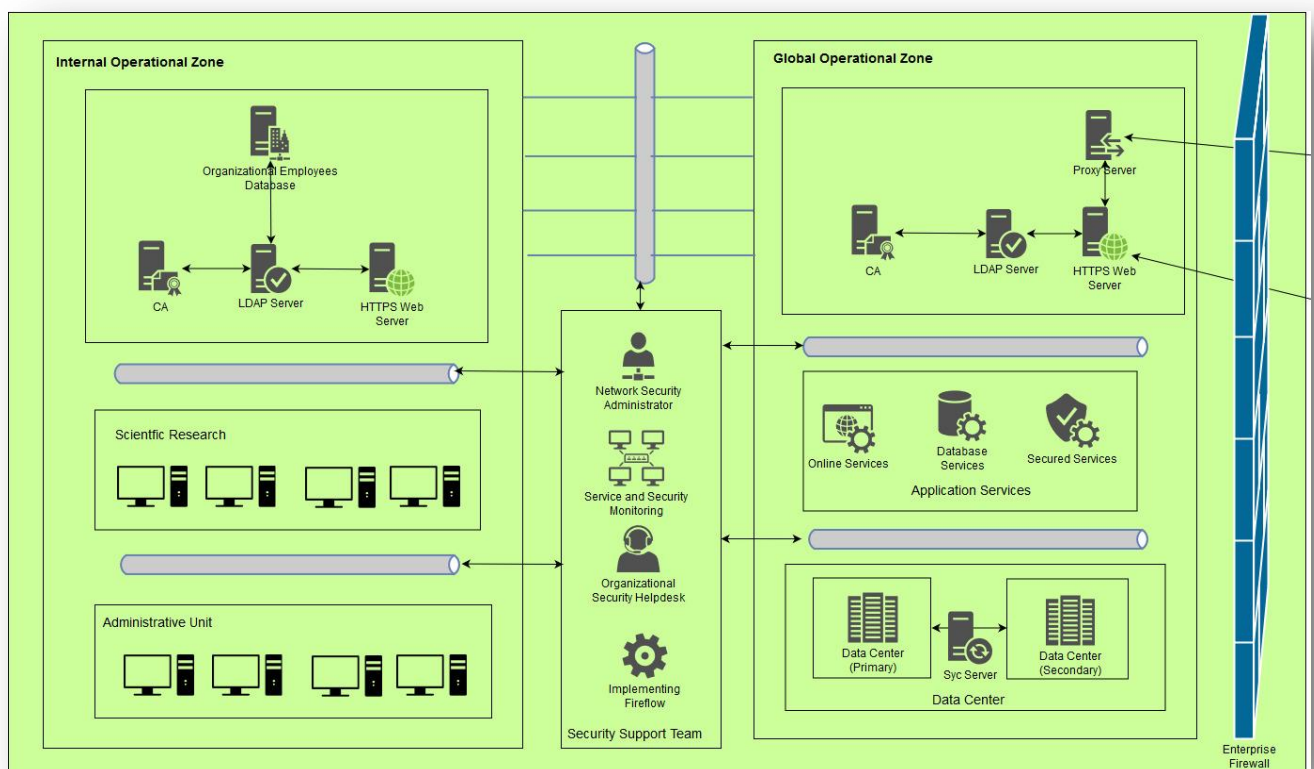 Internal Operational Zone
Organizational Employees
Database
CA
LDAP Server
HTTPS Web
Server
Scientfic Research
Administrative Unit
Network Security
Administrator
Service and Security
Monitoring
Organizational
Security Helpdesk
Implementing
Fireflow
Security Support Team
Global Operational Zone
Proxy Server
CA
LDAP Server
HTTPS Web
Server
Online Services
Database
Services
Secured Services
Application Services
Data Center
(Primary)
Syc Server
Data Center
(Secondary)
Data Center
Enterprise
Firewall